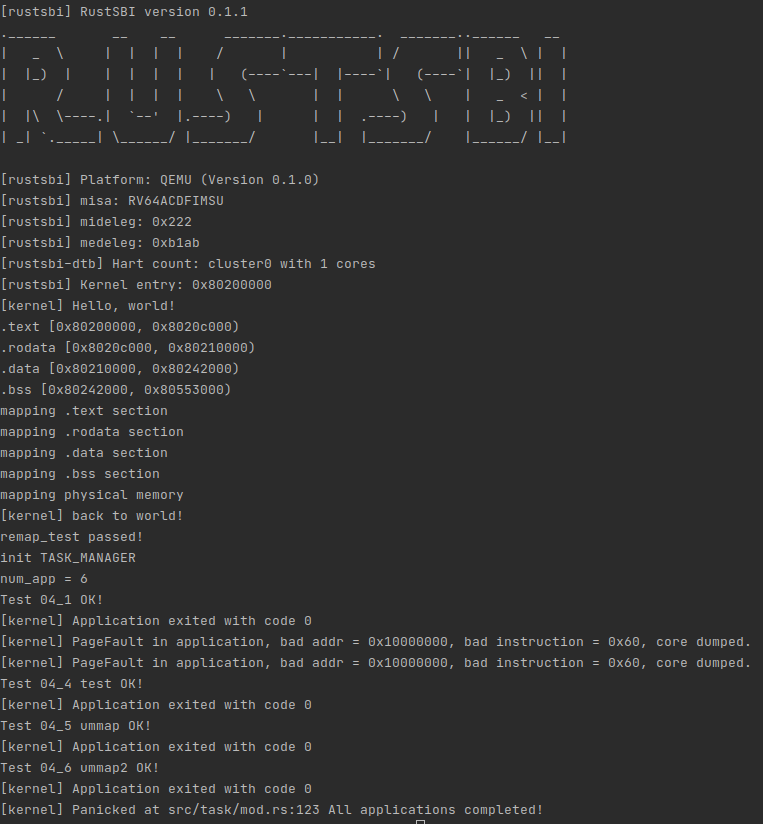 [rustsbi] RustSBI version 0.1.1
.______       __    __      _______.___________.  _______..______   __
|   _  \     |  |  |  |    /       |           | /       ||   _  \ |  |
|  |_)  |    |  |  |  |   |   (----`---|  |----`|   (----`|  |_)  ||  |
|      /     |  |  |  |    \   \       |  |      \   \    |   _  < |  |
|  |\  \----.|  `--'  |.----)   |      |  |  .----)   |   |  |_)  ||  |
| _| `._____| \______/ |_______/       |__|  |_______/    |______/ |__|
[rustsbi] Platform: QEMU (Version 0.1.0)
[rustsbi] misa: RV64ACDFIMSU
[rustsbi] mideleg: 0x222
[rustsbi] medeleg: 0xb1ab
[rustsbi-dtb] Hart count: cluster0 with 1 cores
[rustsbi] Kernel entry: 0x80200000
[kernel] Hello, world!
.text [0x80200000, 0x8020c000)
.rodata [0x8020c000, 0x80210000)
.data [0x80210000, 0x80242000)
.bss [0x80242000, 0x80553000)
mapping .text section
mapping .rodata section
mapping .data section
mapping .bss section
mapping physical memory
[kernel] back to world!
remap_test passed!
init TASK_MANAGER
num_app = 6
Test 04_1 OK!
[kernel] Application exited with code 0
[kernel] PageFault in application, bad addr = 0x10000000, bad instruction = 0x60, core dumped.
[kernel] PageFault in application, bad addr = 0x10000000, bad instruction = 0x60, core dumped.
Test 04_4 test OK!
[kernel] Application exited with code 0
Test 04_5 ummap OK!
[kernel] Application exited with code 0
Test 04_6 ummap2 OK!
[kernel] Application exited with code 0
[kernel] Panicked at src/task/mod.rs:123 All applications completed!